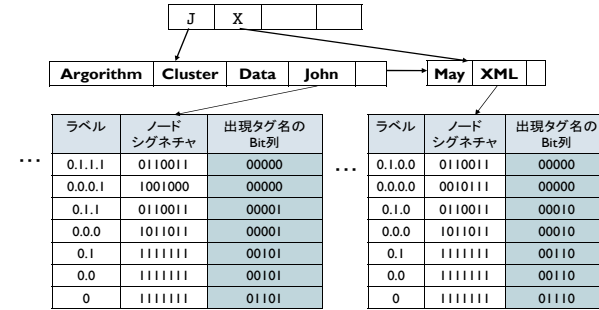 J X
Argorithm Cluster Data John May XML
ラベル ノードシグネチャ 出現タグ名のBit列 ラベル ノードシグネチャ 出現タグ名のBit列
... 0.1.1.1 0110011 00000 ... 0.1.0.0 0110011 00000
0.0.0.1 1001000 00000 0.0.0.0 0010111 00000
0.1.1 0110011 00001 0.1.0 0110011 00010
0.0.0 1011011 00001 0.0.0 1011011 00010
0.1 1111111 00101 0.1 1111111 00110
0.0 1111111 00101 0.0 1111111 00110
0 1111111 01101 0 1111111 01110